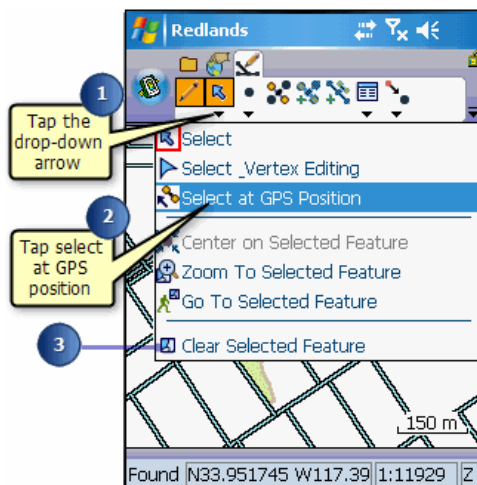 Redlands
1
Tap the
drop-down
arrow
Select
Select _Vertex Editing
Select at GPS Position
2
Tap select
at GPS
position
Center on Selected Feature
Zoom To Selected Feature
Go To Selected Feature
3
Clear Selected Feature
150 m
Found N33.951745 W117.39 1:11929 Z